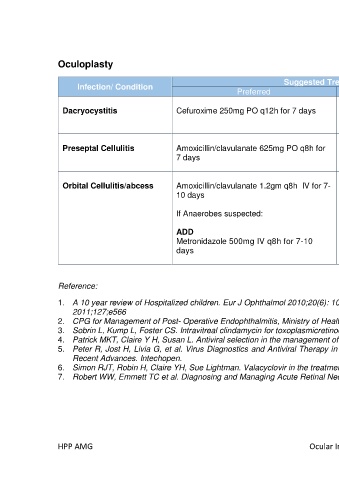 Oculoplasty
Suggested Tre
Infection/ Condition
Preferred
Dacryocystitis
Cefuroxime 250mg PO q12h for 7 days
Preseptal Cellulitis
Amoxicillin/clavulanate 625mg PO q8h for
7 days
Orbital Cellulitis/abcess
Amoxicillin/clavulanate 1.2gm q8h IV for 7-
10 days
If Anaerobes suspected:
ADD
Metronidazole 500mg IV q8h for 7-10
days
Reference:
1. A 10 year review of Hospitalized children. Eur J Ophthalmol 2010;20(6): 10
2011;127:e566
2. CPG for Management of Post- Operative Endophthalmitis, Ministry of Healt
3. Sobrin L, Kump L, Foster CS. Intravitreal clindamycin for toxoplasmicretino
4. Patrick MKT, Claire Y H, Susan L. Antiviral selection in the management of
5. Peter R, Jost H, Livia G, et al. Virus Diagnostics and Antiviral Therapy in
Recent Advances. Intechopen.
6. Simon RJT, Robin H, Claire YH, Sue Lightman. Valacyclovir in the treatme
7. Robert WW, Emmett TC et al. Diagnosing and Managing Acute Retinal Ne
HPP AMG
Ocular I